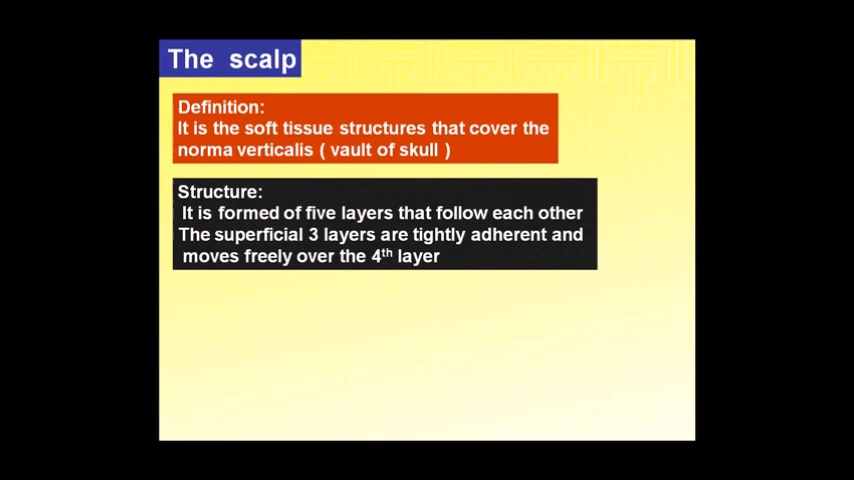 The scalp
Definition:
It is the soft tissue structures that cover the
norma verticalis ( vault of skull )
Structure:
It is formed of five layers that follow each other
The superficial 3 layers are tightly adherent and
moves freely over the 4th layer